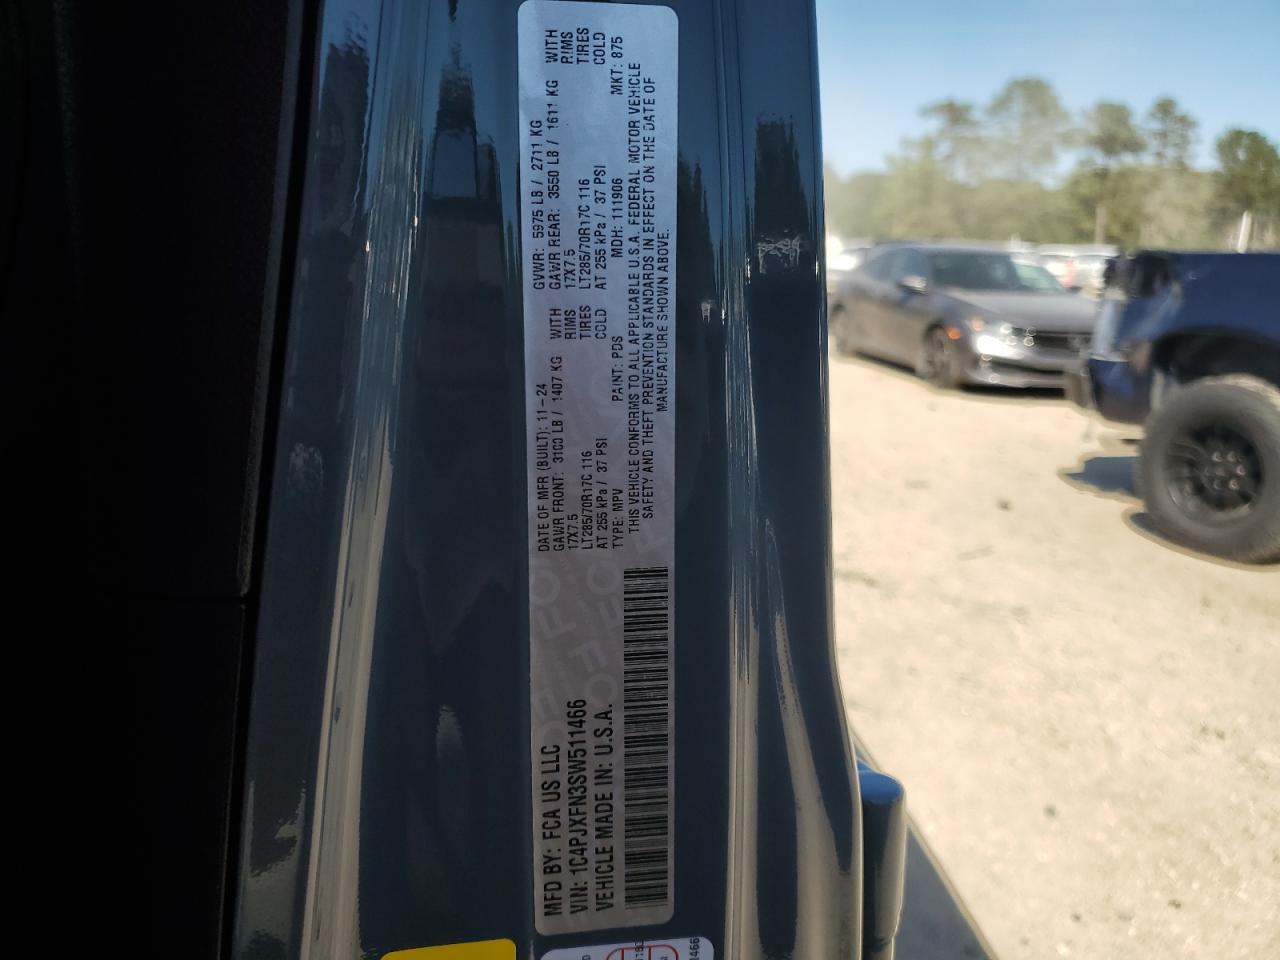 MFD BY: FCA US LLC
DATE OF MFR (BUILT): 11-24
GVWR: 5975 LB / 2711 KG
GAWR FRONT: 3100 LB / 1407 KG WITH
GAWR REAR: 3550 LB / 1611 KG WITH
17X7.5 RIMS
17X7.5 RIMS
LT285/70R17C 116 TIRES
LT285/70R17C 116 TIRES
AT 255 kPa / 37 PSI COLD
AT 255 kPa / 37 PSI COLD
VIN: 1C4PJXFN3SW511466
VEHICLE MADE IN: U.S.A.
TYPE: MPV PAINT: PDS MDH: 111906 MKT: 875
THIS VEHICLE CONFORMS TO ALL APPLICABLE U.S.A. FEDERAL MOTOR VEHICLE
SAFETY AND THEFT PREVENTION STANDARDS IN EFFECT ON THE DATE OF
MANUFACTURE SHOWN ABOVE.